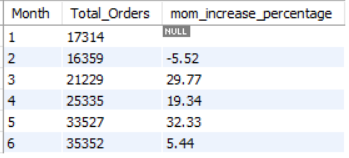 Month Total_Orders mom_increase_percentage
1 17314 NULL
2 16359 -5.52
3 21229 29.77
4 25335 19.34
5 33527 32.33
6 35352 5.44